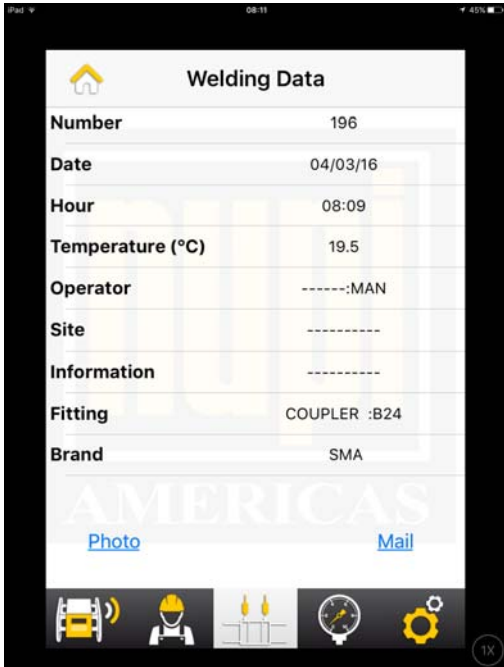 iPad 08:11 45%
Welding Data
Number 196
Date 04/03/16
Hour 08:09
Temperature (°C) 19.5
Operator ------:MAN
Site ----------
Information ----------
Fitting COUPLER :B24
Brand SMA
nupi
AMERICAS
Photo Mail
1X